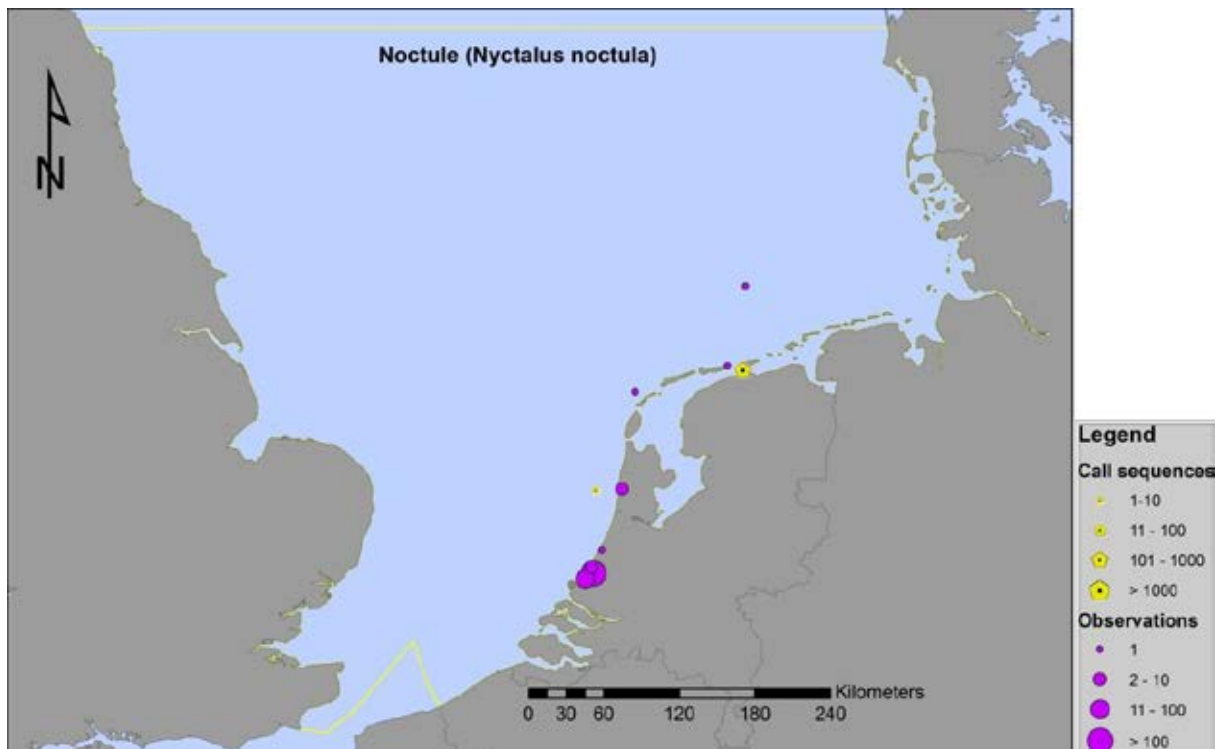 Noctule (Nyctalus noctula)
N
Legend
Call sequences
1-10
11 - 100
101 - 1000
> 1000
Observations
1
2 - 10
11 - 100
> 100
Kilometers
0 30 60 120 180 240